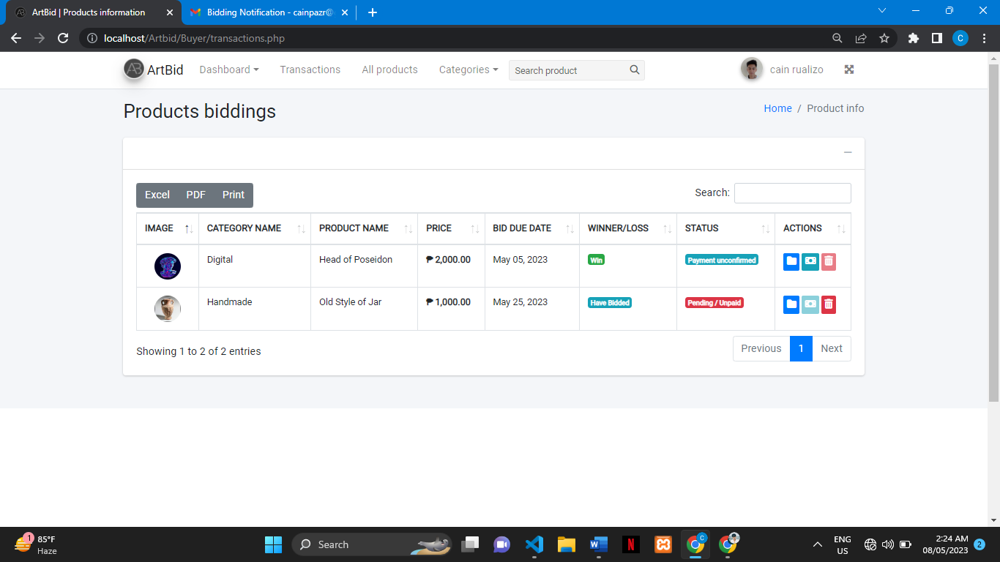 ArtBid | Products information
Bidding Notification - cainpazr@
localhost/Artbid/Buyer/transactions.php
C
AB ArtBid Dashboard Transactions All products Categories Search product cain rualizo
Products biddings
Home / Product info
Excel PDF Print
Search:
IMAGE CATEGORY NAME PRODUCT NAME PRICE BID DUE DATE WINNER/LOSS STATUS ACTIONS
Digital Head of Poseidon ₱ 2,000.00 May 05, 2023 Win Payment unconfirmed
Handmade Old Style of Jar ₱ 1,000.00 May 25, 2023 Have Bidded Pending / Unpaid
Showing 1 to 2 of 2 entries
Previous 1 Next
1
85°F
Haze
Search
W
N
C
ENG
US
2:24 AM
08/05/2023
2